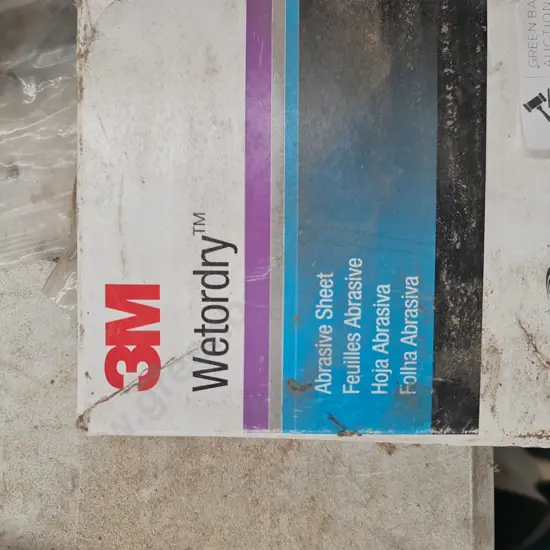 3M
Wetordry™
Abrasive Sheet
Feuilles Abrasive
Hoja Abrasiva
Folha Abrasiva
GREEN BA
AUCTION